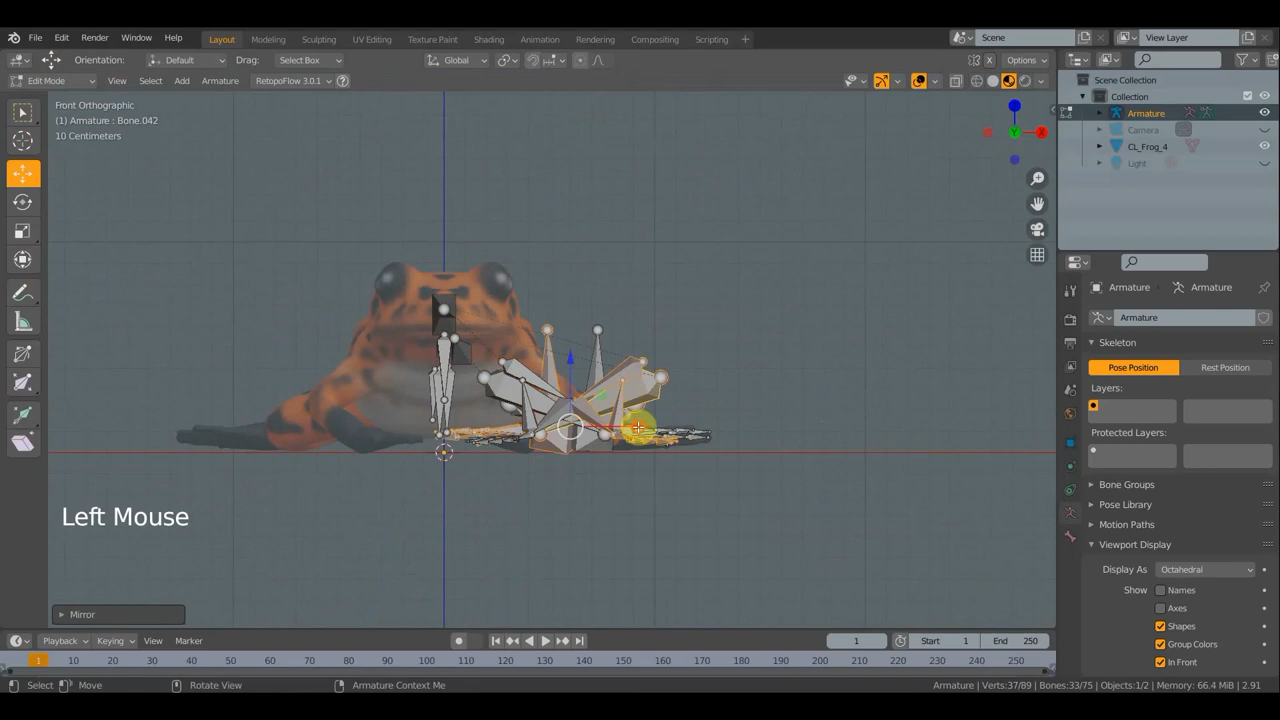 File Edit Render Window Help Layout Modeling Sculpting UV Editing Texture Paint Shading Animation Rendering Compositing Scripting + Scene View Layer
Orientation: Default Drag: Select Box Global X Options
Edit Mode View Select Add Armature RetopoFlow 3.0.1 ?
Scene Collection
Collection
Armature
Camera
CL_Frog_4
Light
Front Orthographic
(1) Armature : Bone.042
10 Centimeters
Z
Y
X
Left Mouse
Mirror
Armature Armature
Armature
Skeleton
Pose Position Rest Position
Layers:
Protected Layers:
Bone Groups
Pose Library
Motion Paths
Viewport Display
Display As Octahedral
Show Names
Axes
Shapes
Group Colors
In Front
Playback Keying View Marker 1 Start 1 End 250
1 10 20 30 40 50 60 70 80 90 100 110 120 130 140 150 160 170 180 190 200 210 220 230 240 250
Select Move Rotate View Armature Context Me Armature | Verts:37/89 | Bones:33/75 | Objects:1/2 | Memory: 66.4 MiB | 2.91